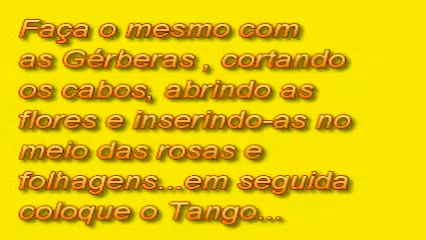 Faça o mesmo com
as Gérberas , cortando
os cabos, abrindo as
flores e inserindo-as no
meio das rosas e
folhagens...em seguida
coloque o Tango...